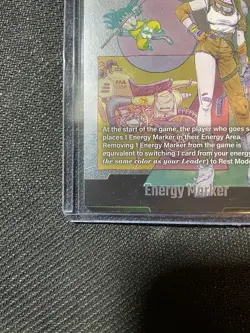 At the start of the game, the player who goes s
places 1 Energy Marker in their Energy Area.
Removing 1 Energy Marker from the game is
equivalent to switching 1 card from your energy
the same color as your Leader) to Rest Mode
Energy Marker